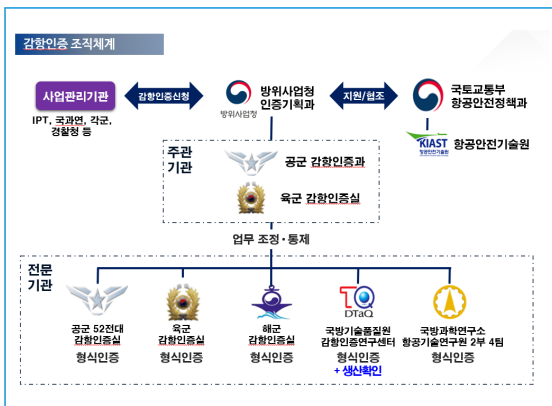 감항인증 조직체계
사업관리기관
감항인증신청
방위사업청
인증기획과
방위사업청
지원/협조
국토교통부
항공안전정책과
IPT, 국과연, 각군,
경찰청 등
KIAST
항공안전기술원
항공안전기술원
주관
기관
공군 감항인증과
육군 감항인증실
업무 조정·통제
전문
기관
공군 52전대
감항인증실
형식인증
육군
감항인증실
형식인증
해군
감항인증실
형식인증
DTaQ
국방기술품질원
감항인증연구센터
형식인증
+ 생산확인
국방과학연구소
항공기술연구원 2부 4팀
형식인증